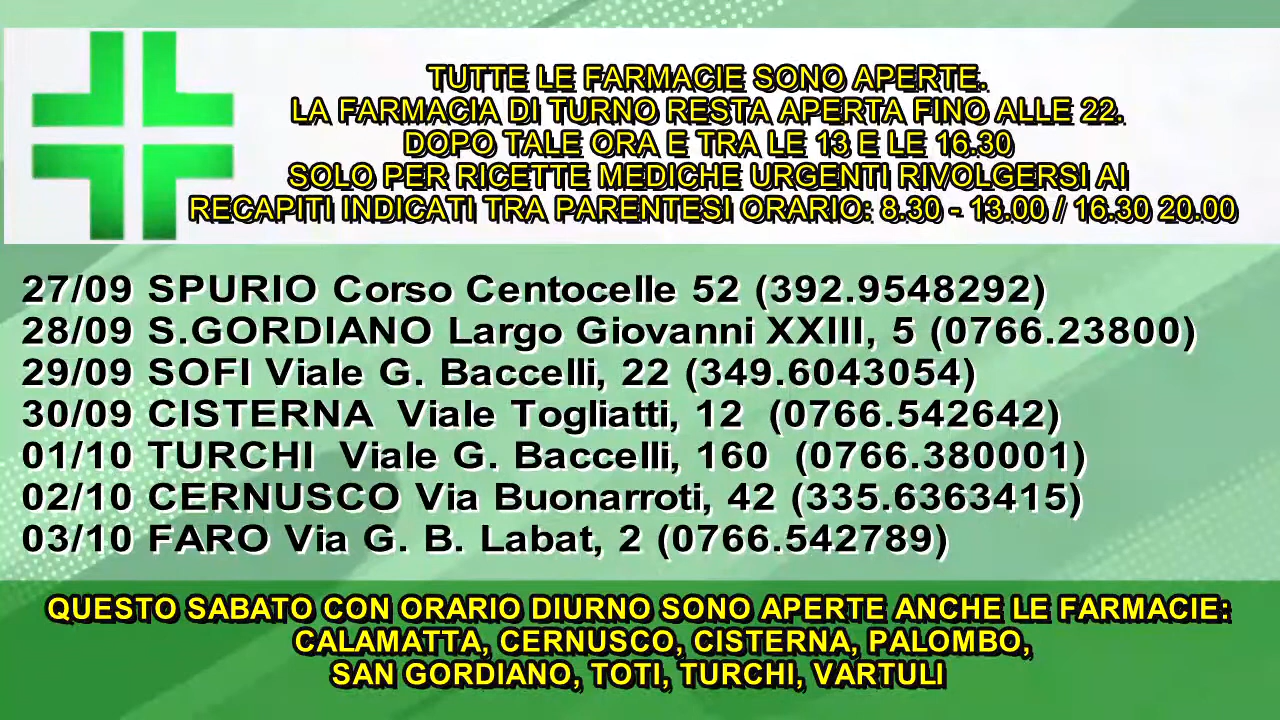 TUTTE LE FARMACIE SONO APERTE.
LA FARMACIA DI TURNO RESTA APERTA FINO ALLE 22.
DOPO TALE ORA E TRA LE 13 E LE 16.30
SOLO PER RICETTE MEDICHE URGENTI RIVOLGERSI AI
RECAPITI INDICATI TRA PARENTESI ORARIO: 8.30 - 13.00 / 16.30 20.00
27/09 SPURIO Corso Centocelle 52 (392.9548292)
28/09 S.GORDIANO Largo Giovanni XXIII, 5 (0766.23800)
29/09 SOFI Viale G. Baccelli, 22 (349.6043054)
30/09 CISTERNA Viale Togliatti, 12 (0766.542642)
01/10 TURCHI Viale G. Baccelli, 160 (0766.380001)
02/10 CERNUSCO Via Buonarroti, 42 (335.6363415)
03/10 FARO Via G. B. Labat, 2 (0766.542789)
QUESTO SABATO CON ORARIO DIURNO SONO APERTE ANCHE LE FARMACIE:
CALAMATTA, CERNUSCO, CISTERNA, PALOMBO,
SAN GORDIANO, TOTI, TURCHI, VARTULI